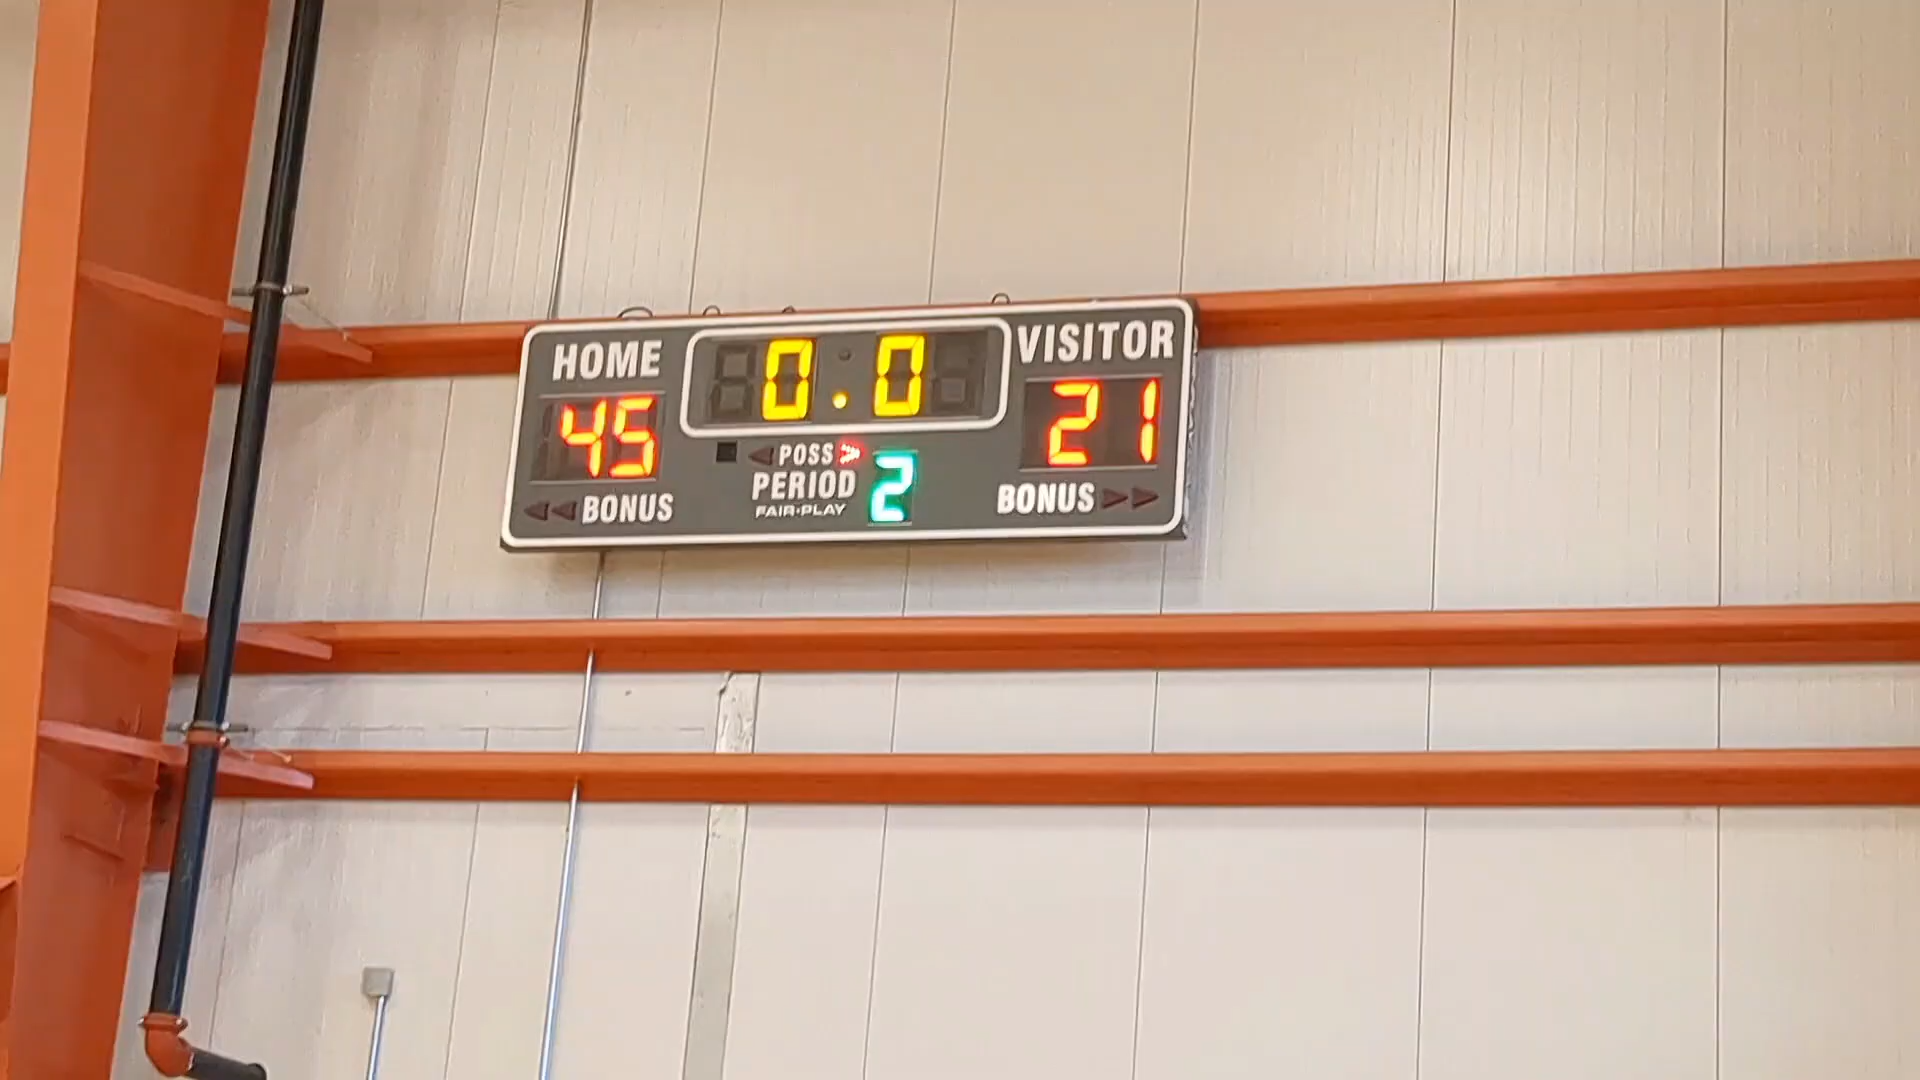 HOME 0.0 VISITOR
45 21
POSS
PERIOD 2
FAIR-PLAY
BONUS BONUS